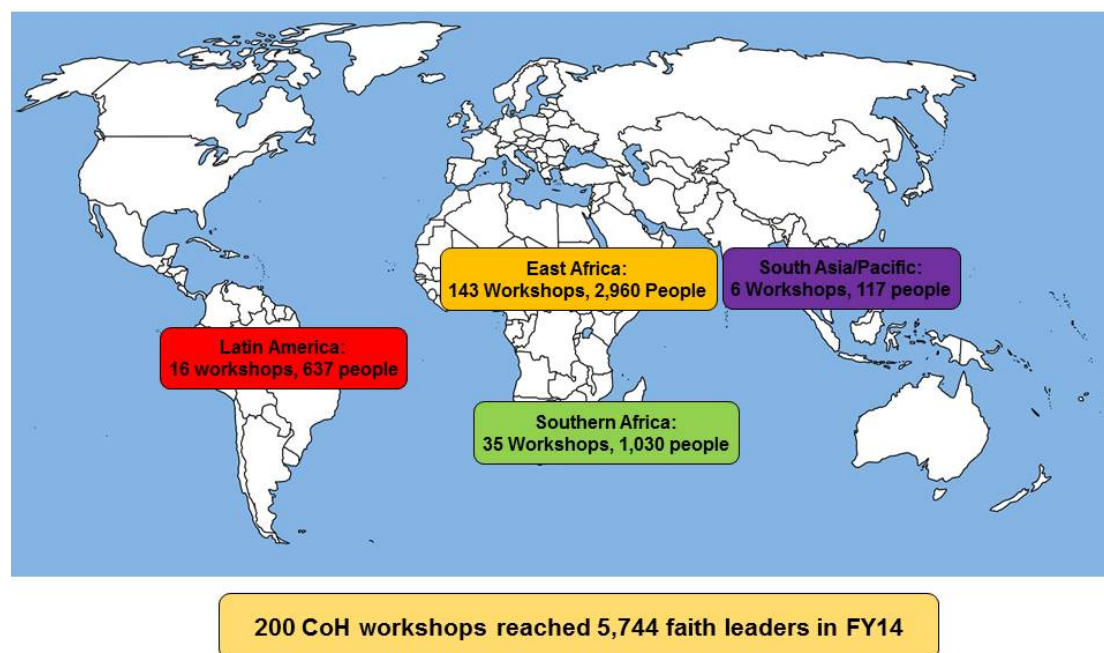 East Africa:
143 Workshops, 2,960 People
South Asia/Pacific:
6 Workshops, 117 people
Latin America:
16 workshops, 637 people
Southern Africa:
35 Workshops, 1,030 people
200 CoH workshops reached 5,744 faith leaders in FY14